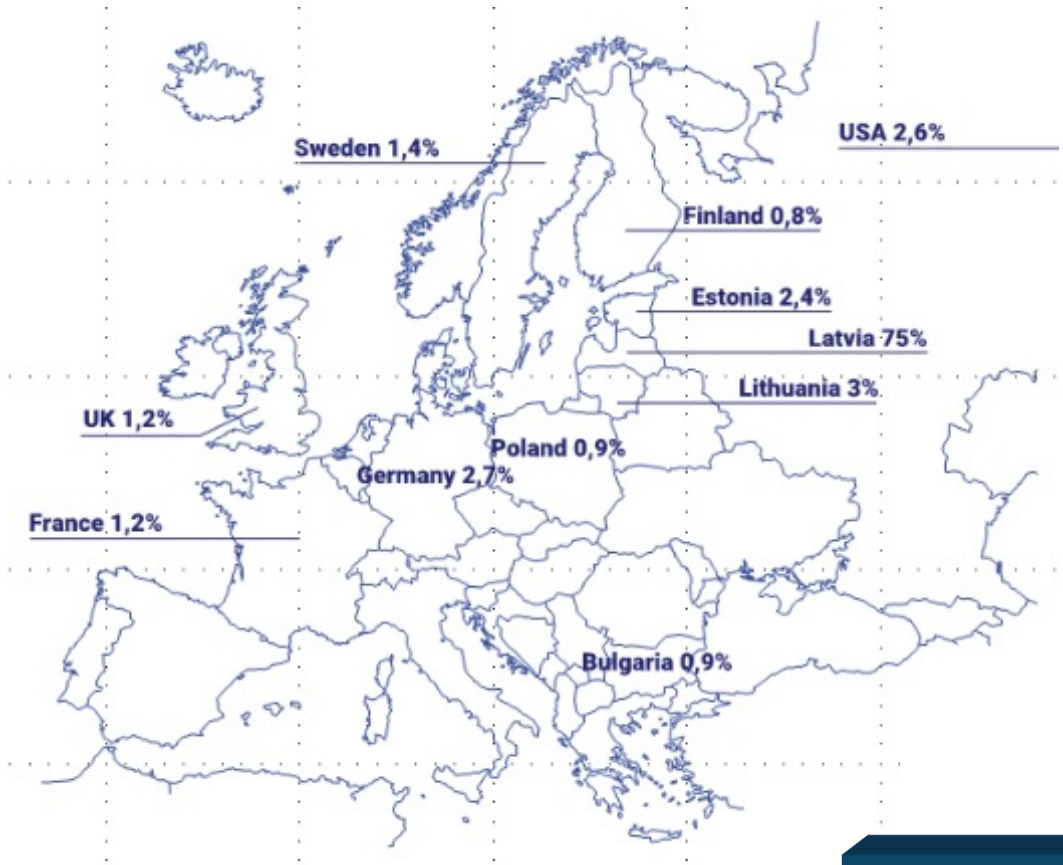 Sweden 1,4%
USA 2,6%
Finland 0,8%
Estonia 2,4%
Latvia 75%
Lithuania 3%
UK 1,2%
Poland 0,9%
Germany 2,7%
France 1,2%
Bulgaria 0,9%